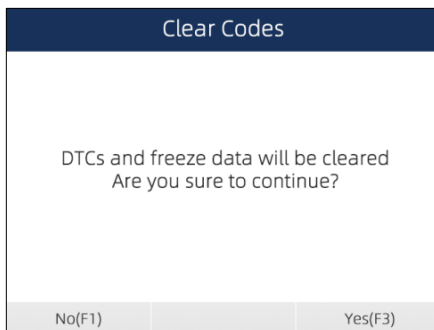 Clear Codes
DTCs and freeze data will be cleared
Are you sure to continue?
No(F1)
Yes(F3)